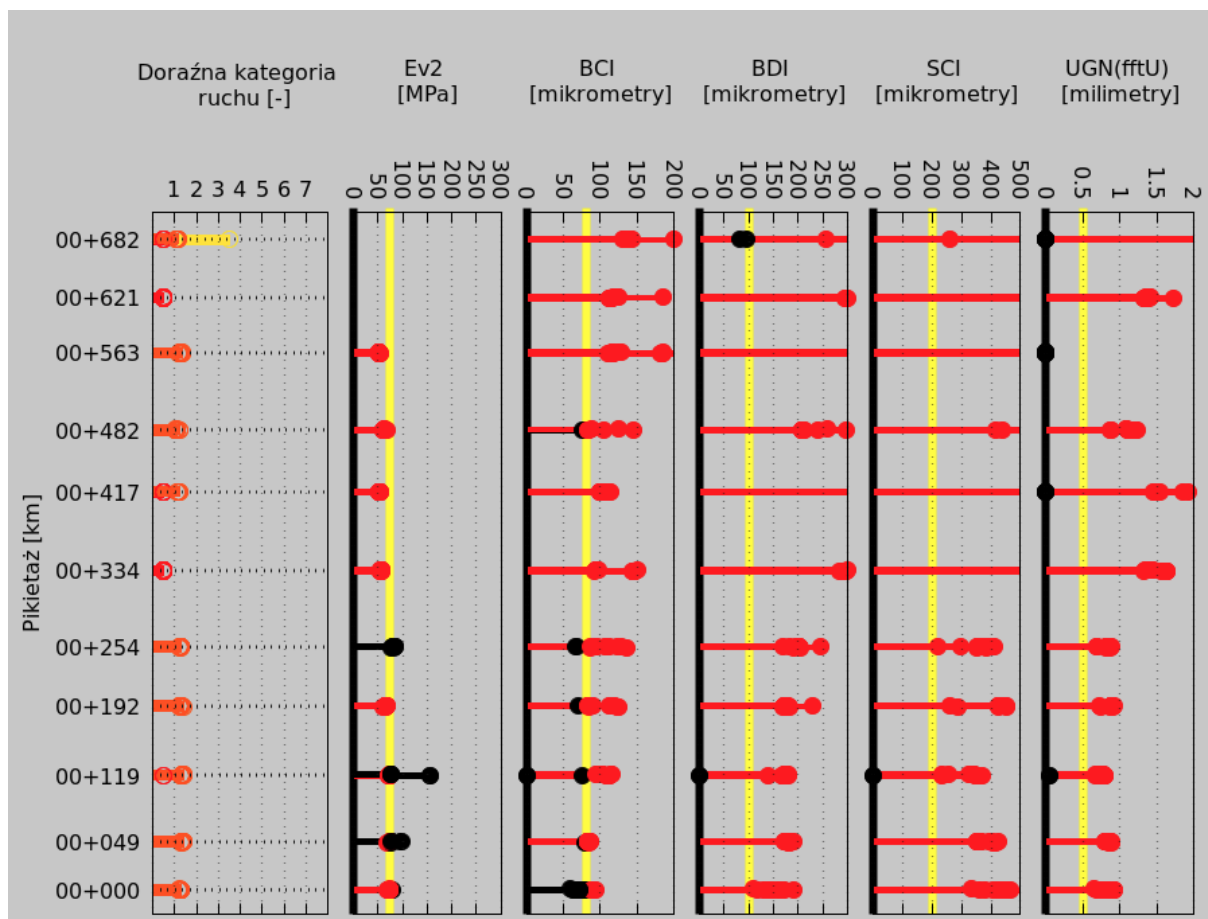 Doraźna kategoria
ruchu [-]
Ev2
[MPa]
BCI
[mikrometry]
BDI
[mikrometry]
SCI
[mikrometry]
UGN(fftU)
[milimetry]
1 2 3 4 5 6 7
0 50 100 150 200 250 300
0 50 100 150 200
0 50 100 150 200 250 300
0 100 200 300 400 500
0 0.5 1 1.5 2
Pikietaż [km]
00+682
00+621
00+563
00+482
00+417
00+334
00+254
00+192
00+119
00+049
00+000